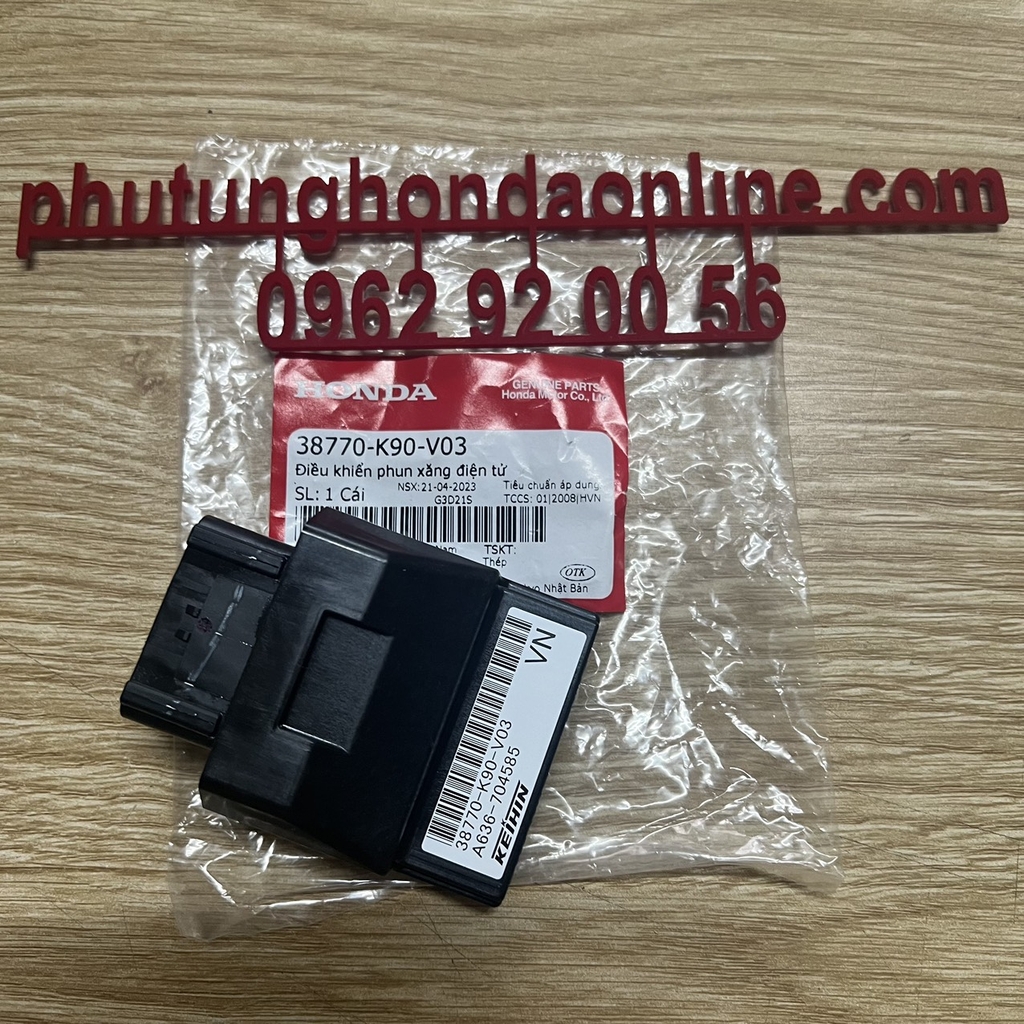 phutunghondaonline.com
0962 92 00 56
HONDA
GENUINE PARTS
Honda Motor Co., Ltd
38770-K90-V03
Điều khiển phun xăng điện tử
NSX:21-04-2023 Tiêu chuẩn áp dụng
SL: 1 Cái G3D21S TCCS: 01|2008|HVN
Nam TSKT:
Thép
OTK
Nhật Bản
VN
38770-K90-V03
A636-704585
KEIHIN